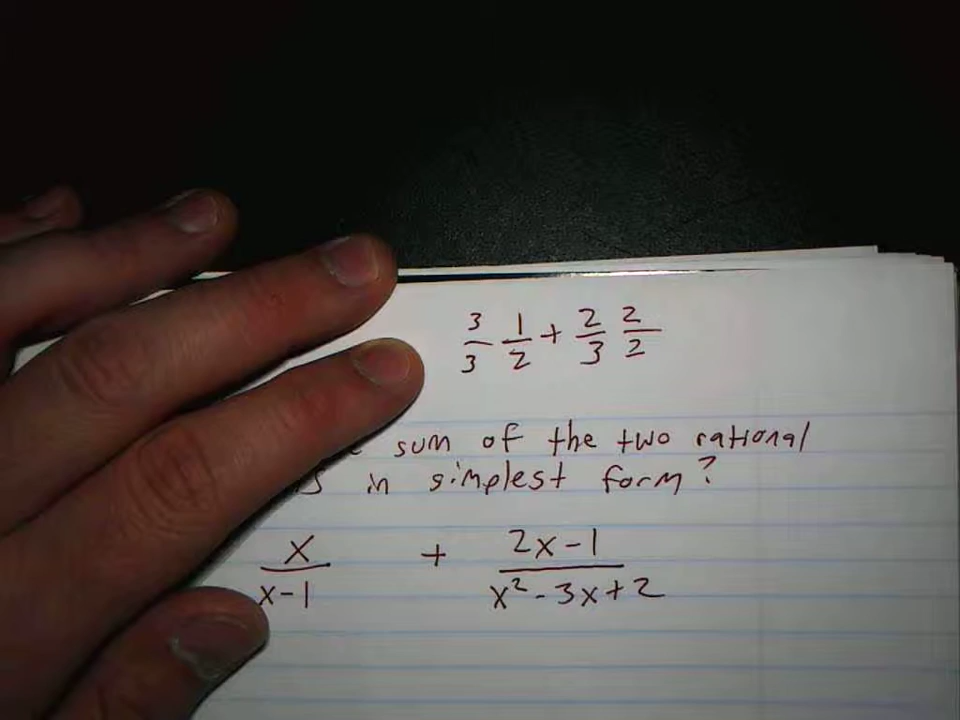 3/3 1/2 + 2/3 2/2
sum of the two rational
in simplest form?
x/(x-1) + (2x-1)/(x²-3x+2)